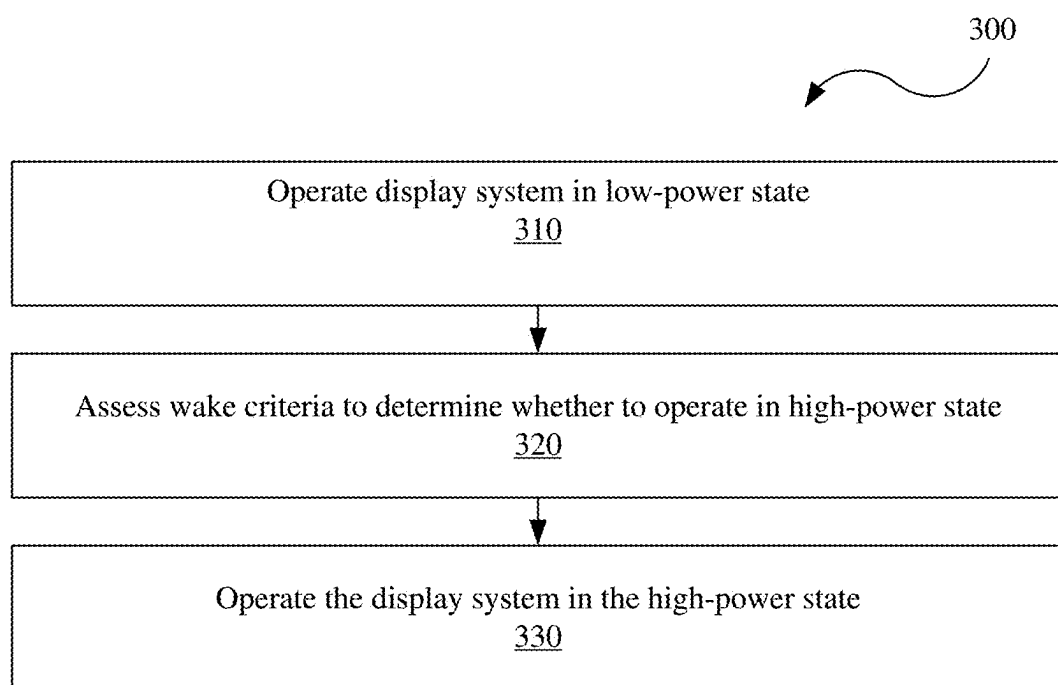 300
Operate display system in low-power state
310
Assess wake criteria to determine whether to operate in high-power state
320
Operate the display system in the high-power state
330